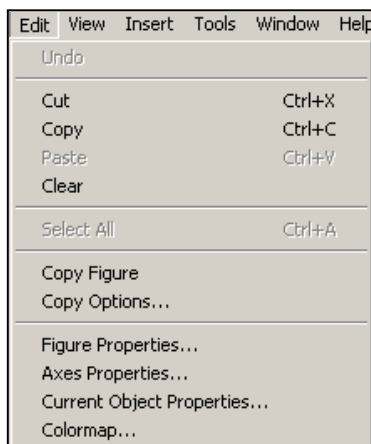 Edit View Insert Tools Window Help
Undo
Cut Ctrl+X
Copy Ctrl+C
Paste Ctrl+V
Clear
Select All Ctrl+A
Copy Figure
Copy Options...
Figure Properties...
Axes Properties...
Current Object Properties...
Colormap...